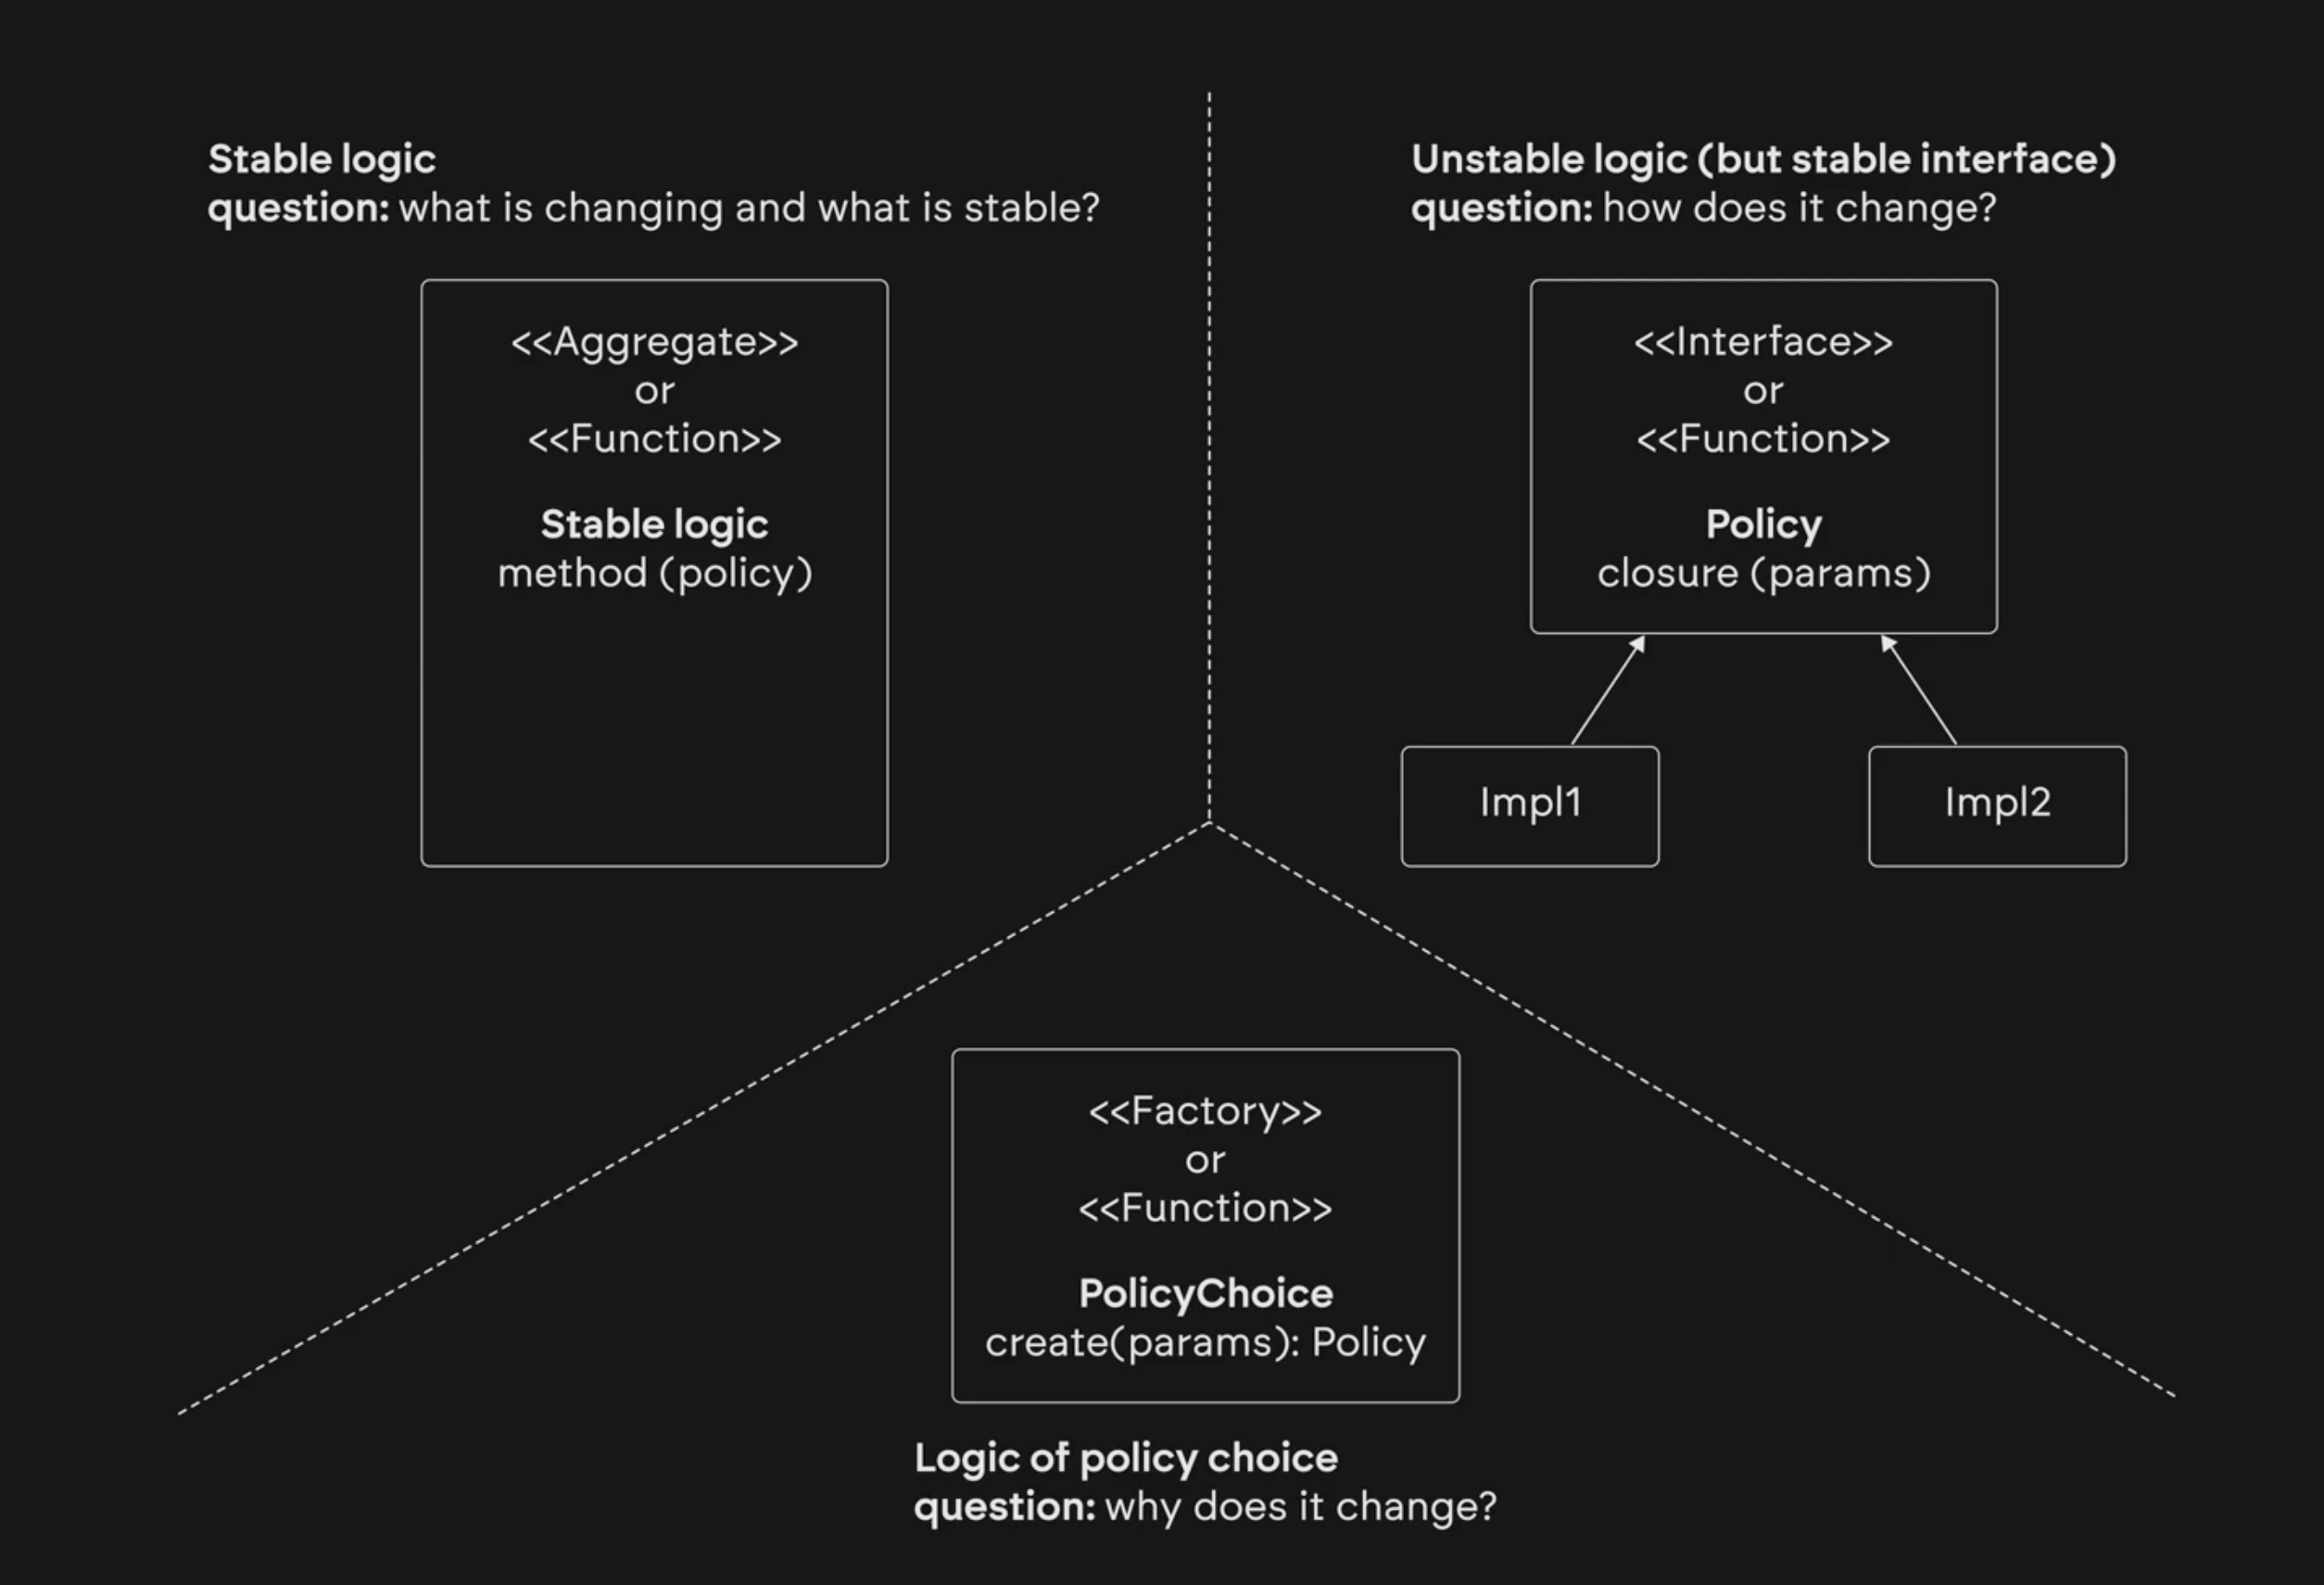 Stable logic
question: what is changing and what is stable?
<<Aggregate>>
or
<<Function>>
Stable logic
method (policy)
Unstable logic (but stable interface)
question: how does it change?
<<Interface>>
or
<<Function>>
Policy
closure (params)
Impl1
Impl2
<<Factory>>
or
<<Function>>
PolicyChoice
create(params): Policy
Logic of policy choice
question: why does it change?